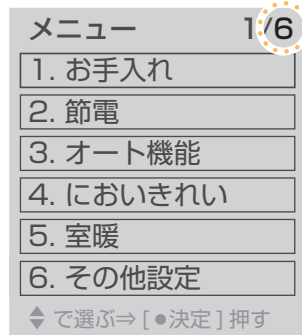 メニュー 1/6
1. お手入れ
2. 節電
3. オート機能
4. においきれい
5. 室暖
6. その他設定
◆で選ぶ⇒[●決定]押す